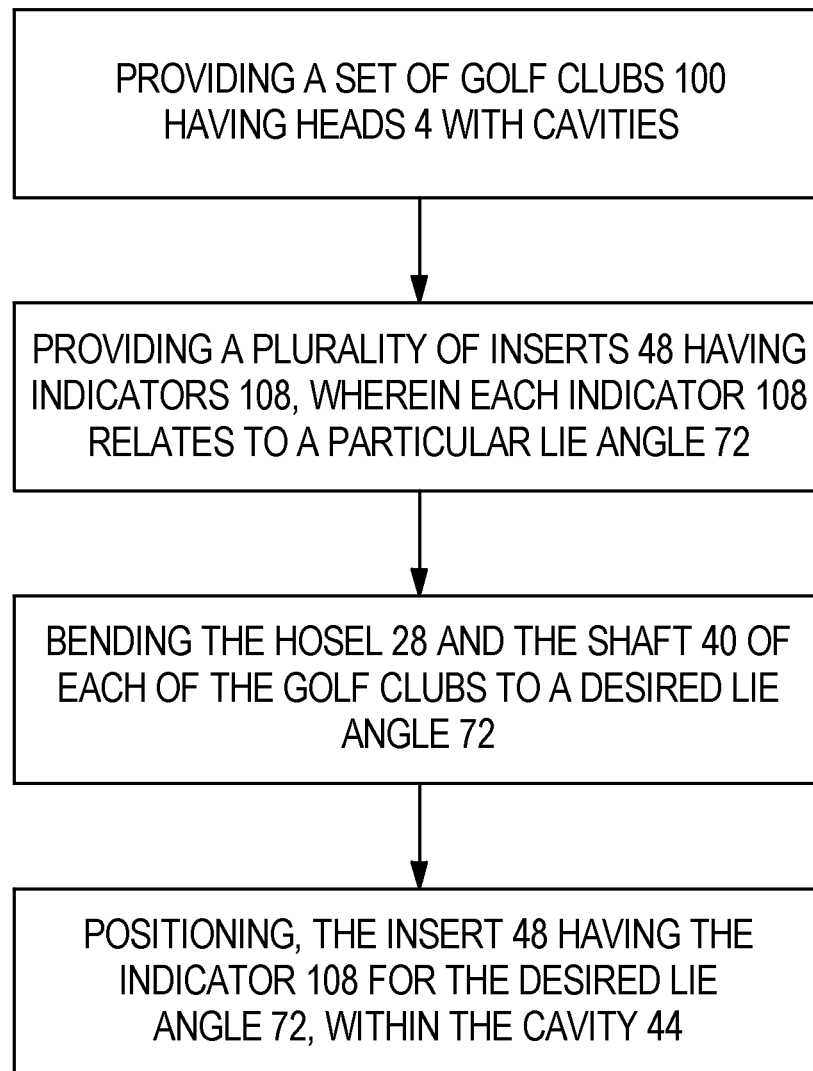 PROVIDING A SET OF GOLF CLUBS 100
HAVING HEADS 4 WITH CAVITIES
PROVIDING A PLURALITY OF INSERTS 48 HAVING
INDICATORS 108, WHEREIN EACH INDICATOR 108
RELATES TO A PARTICULAR LIE ANGLE 72
BENDING THE HOSEL 28 AND THE SHAFT 40 OF
EACH OF THE GOLF CLUBS TO A DESIRED LIE
ANGLE 72
POSITIONING, THE INSERT 48 HAVING THE
INDICATOR 108 FOR THE DESIRED LIE
ANGLE 72, WITHIN THE CAVITY 44